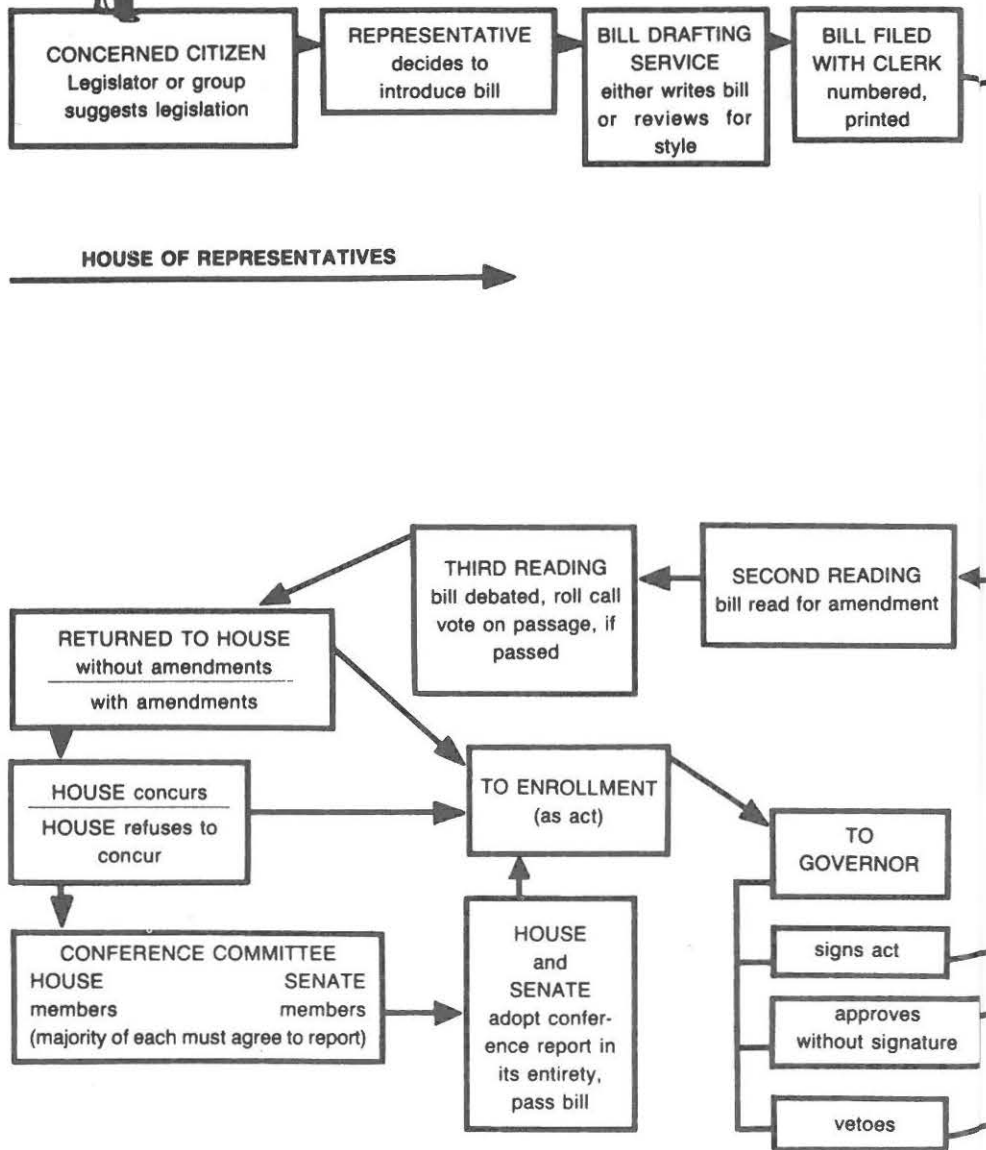 CONCERNED CITIZEN
Legislator or group
suggests legislation
REPRESENTATIVE
decides to
introduce bill
BILL DRAFTING
SERVICE
either writes bill
or reviews for
style
BILL FILED
WITH CLERK
numbered,
printed
HOUSE OF REPRESENTATIVES
THIRD READING
bill debated, roll call
vote on passage, if
passed
SECOND READING
bill read for amendment
RETURNED TO HOUSE
without amendments
with amendments
HOUSE concurs
HOUSE refuses to
concur
TO ENROLLMENT
(as act)
TO
GOVERNOR
CONFERENCE COMMITTEE
HOUSE SENATE
members members
(majority of each must agree to report)
HOUSE
and
SENATE
adopt confer-
ence report in
its entirety,
pass bill
signs act
approves
without signature
vetoes